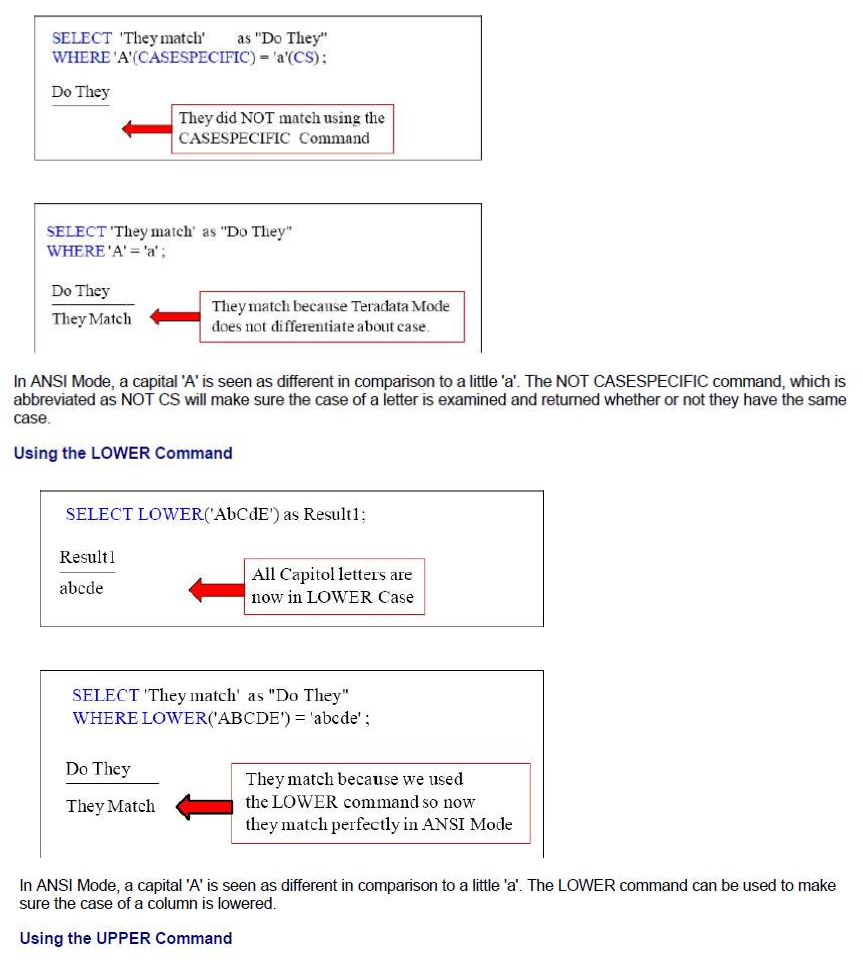 SELECT 'They match' as "Do They"
WHERE 'A'(CASESPECIFIC) = 'a'(CS) ;
Do They
They did NOT match using the
CASESPECIFIC Command
SELECT 'They match' as "Do They"
WHERE 'A' = 'a' ;
Do They
They Match
They match because Teradata Mode
does not differentiate about case.
In ANSI Mode, a capital 'A' is seen as different in comparison to a little 'a'. The NOT CASESPECIFIC command, which is
abbreviated as NOT CS will make sure the case of a letter is examined and returned whether or not they have the same
case.
Using the LOWER Command
SELECT LOWER('AbCdE') as Result1;
Result1
abcde
All Capitol letters are
now in LOWER Case
SELECT 'They match' as "Do They"
WHERE LOWER('ABCDE') = 'abcde' ;
Do They
They Match
They match because we used
the LOWER command so now
they match perfectly in ANSI Mode
In ANSI Mode, a capital 'A' is seen as different in comparison to a little 'a'. The LOWER command can be used to make
sure the case of a column is lowered.
Using the UPPER Command